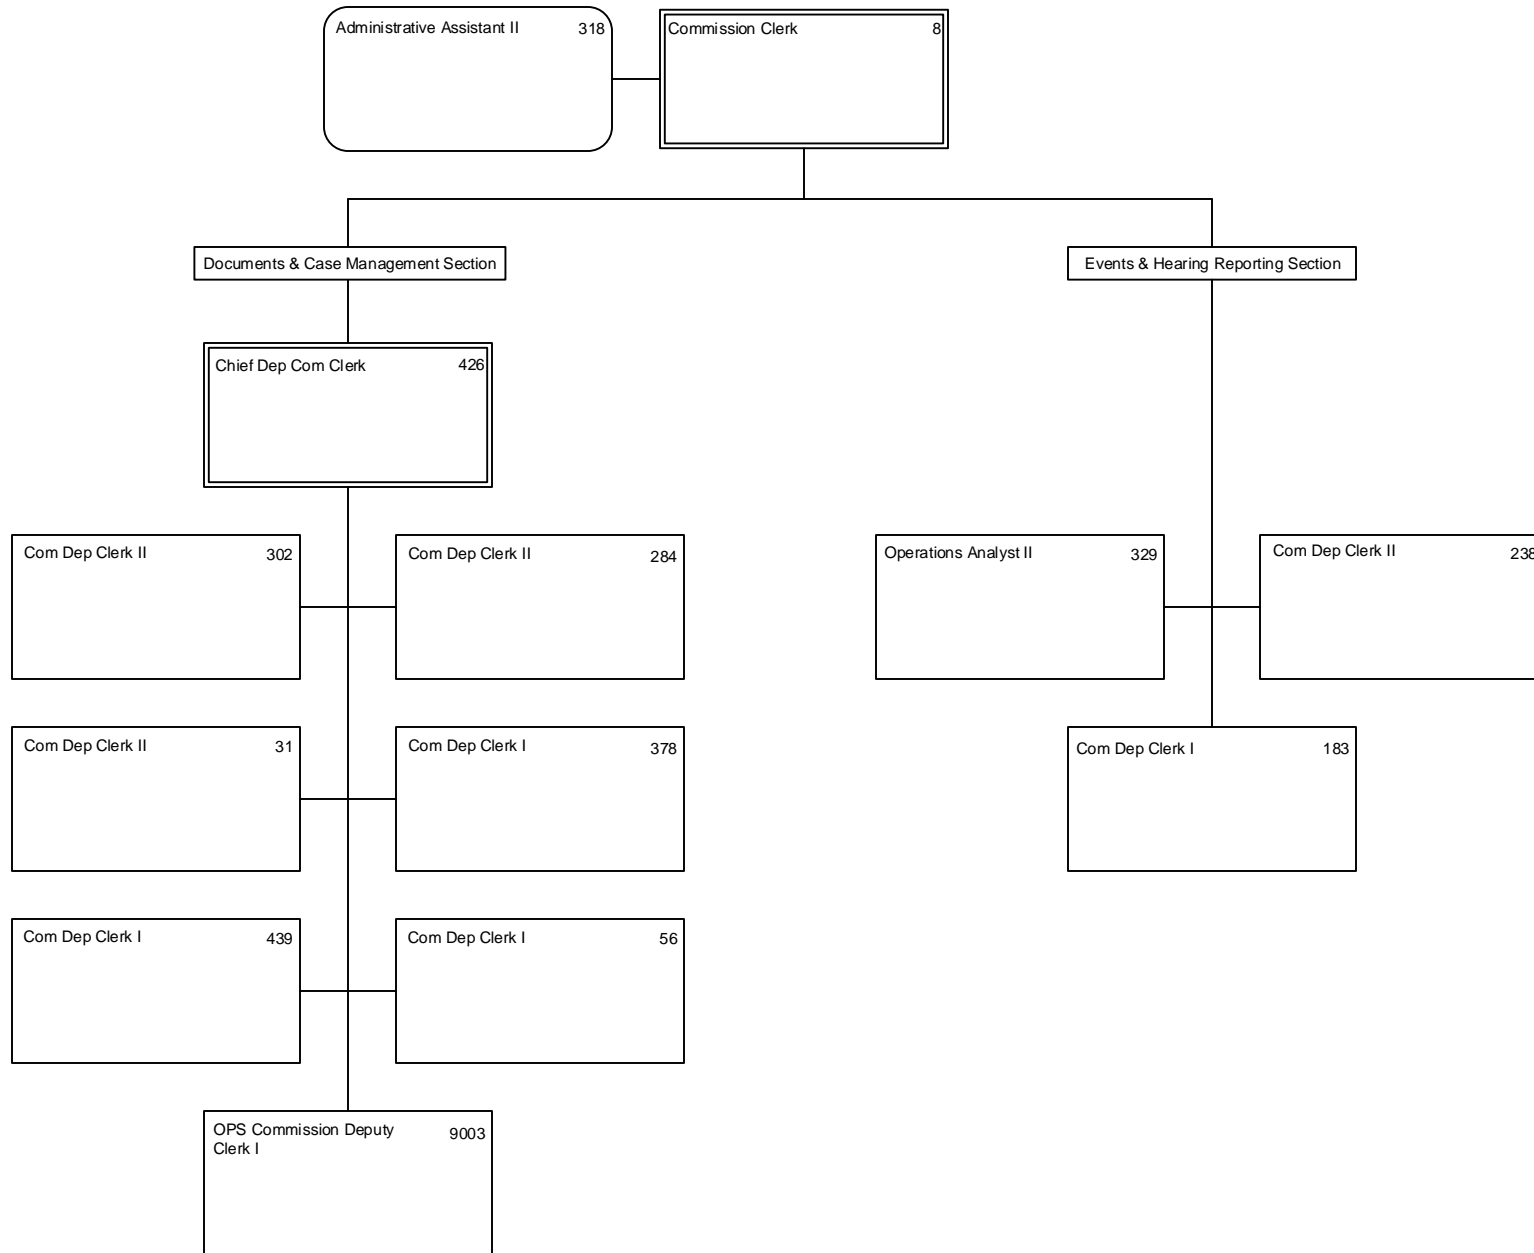 Administrative Assistant II 318
Commission Clerk 8
Documents & Case Management Section
Events & Hearing Reporting Section
Chief Dep Com Clerk 426
Com Dep Clerk II 302
Com Dep Clerk II 284
Operations Analyst II 329
Com Dep Clerk II 238
Com Dep Clerk II 31
Com Dep Clerk I 378
Com Dep Clerk I 183
Com Dep Clerk I 439
Com Dep Clerk I 56
OPS Commission Deputy 9003
Clerk I